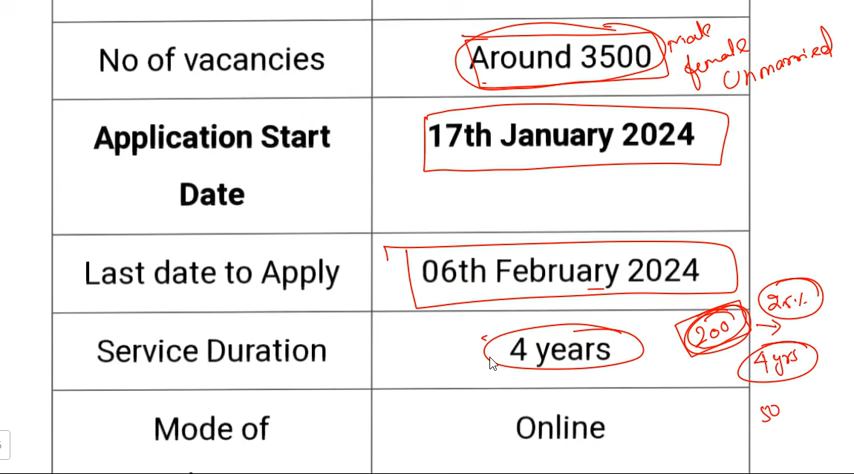 No of vacancies
Around 3500
male
female
Unmarried
Application Start
Date
17th January 2024
Last date to Apply
06th February 2024
25%
200
Service Duration
4 years
4 yrs
50
Mode of
Online